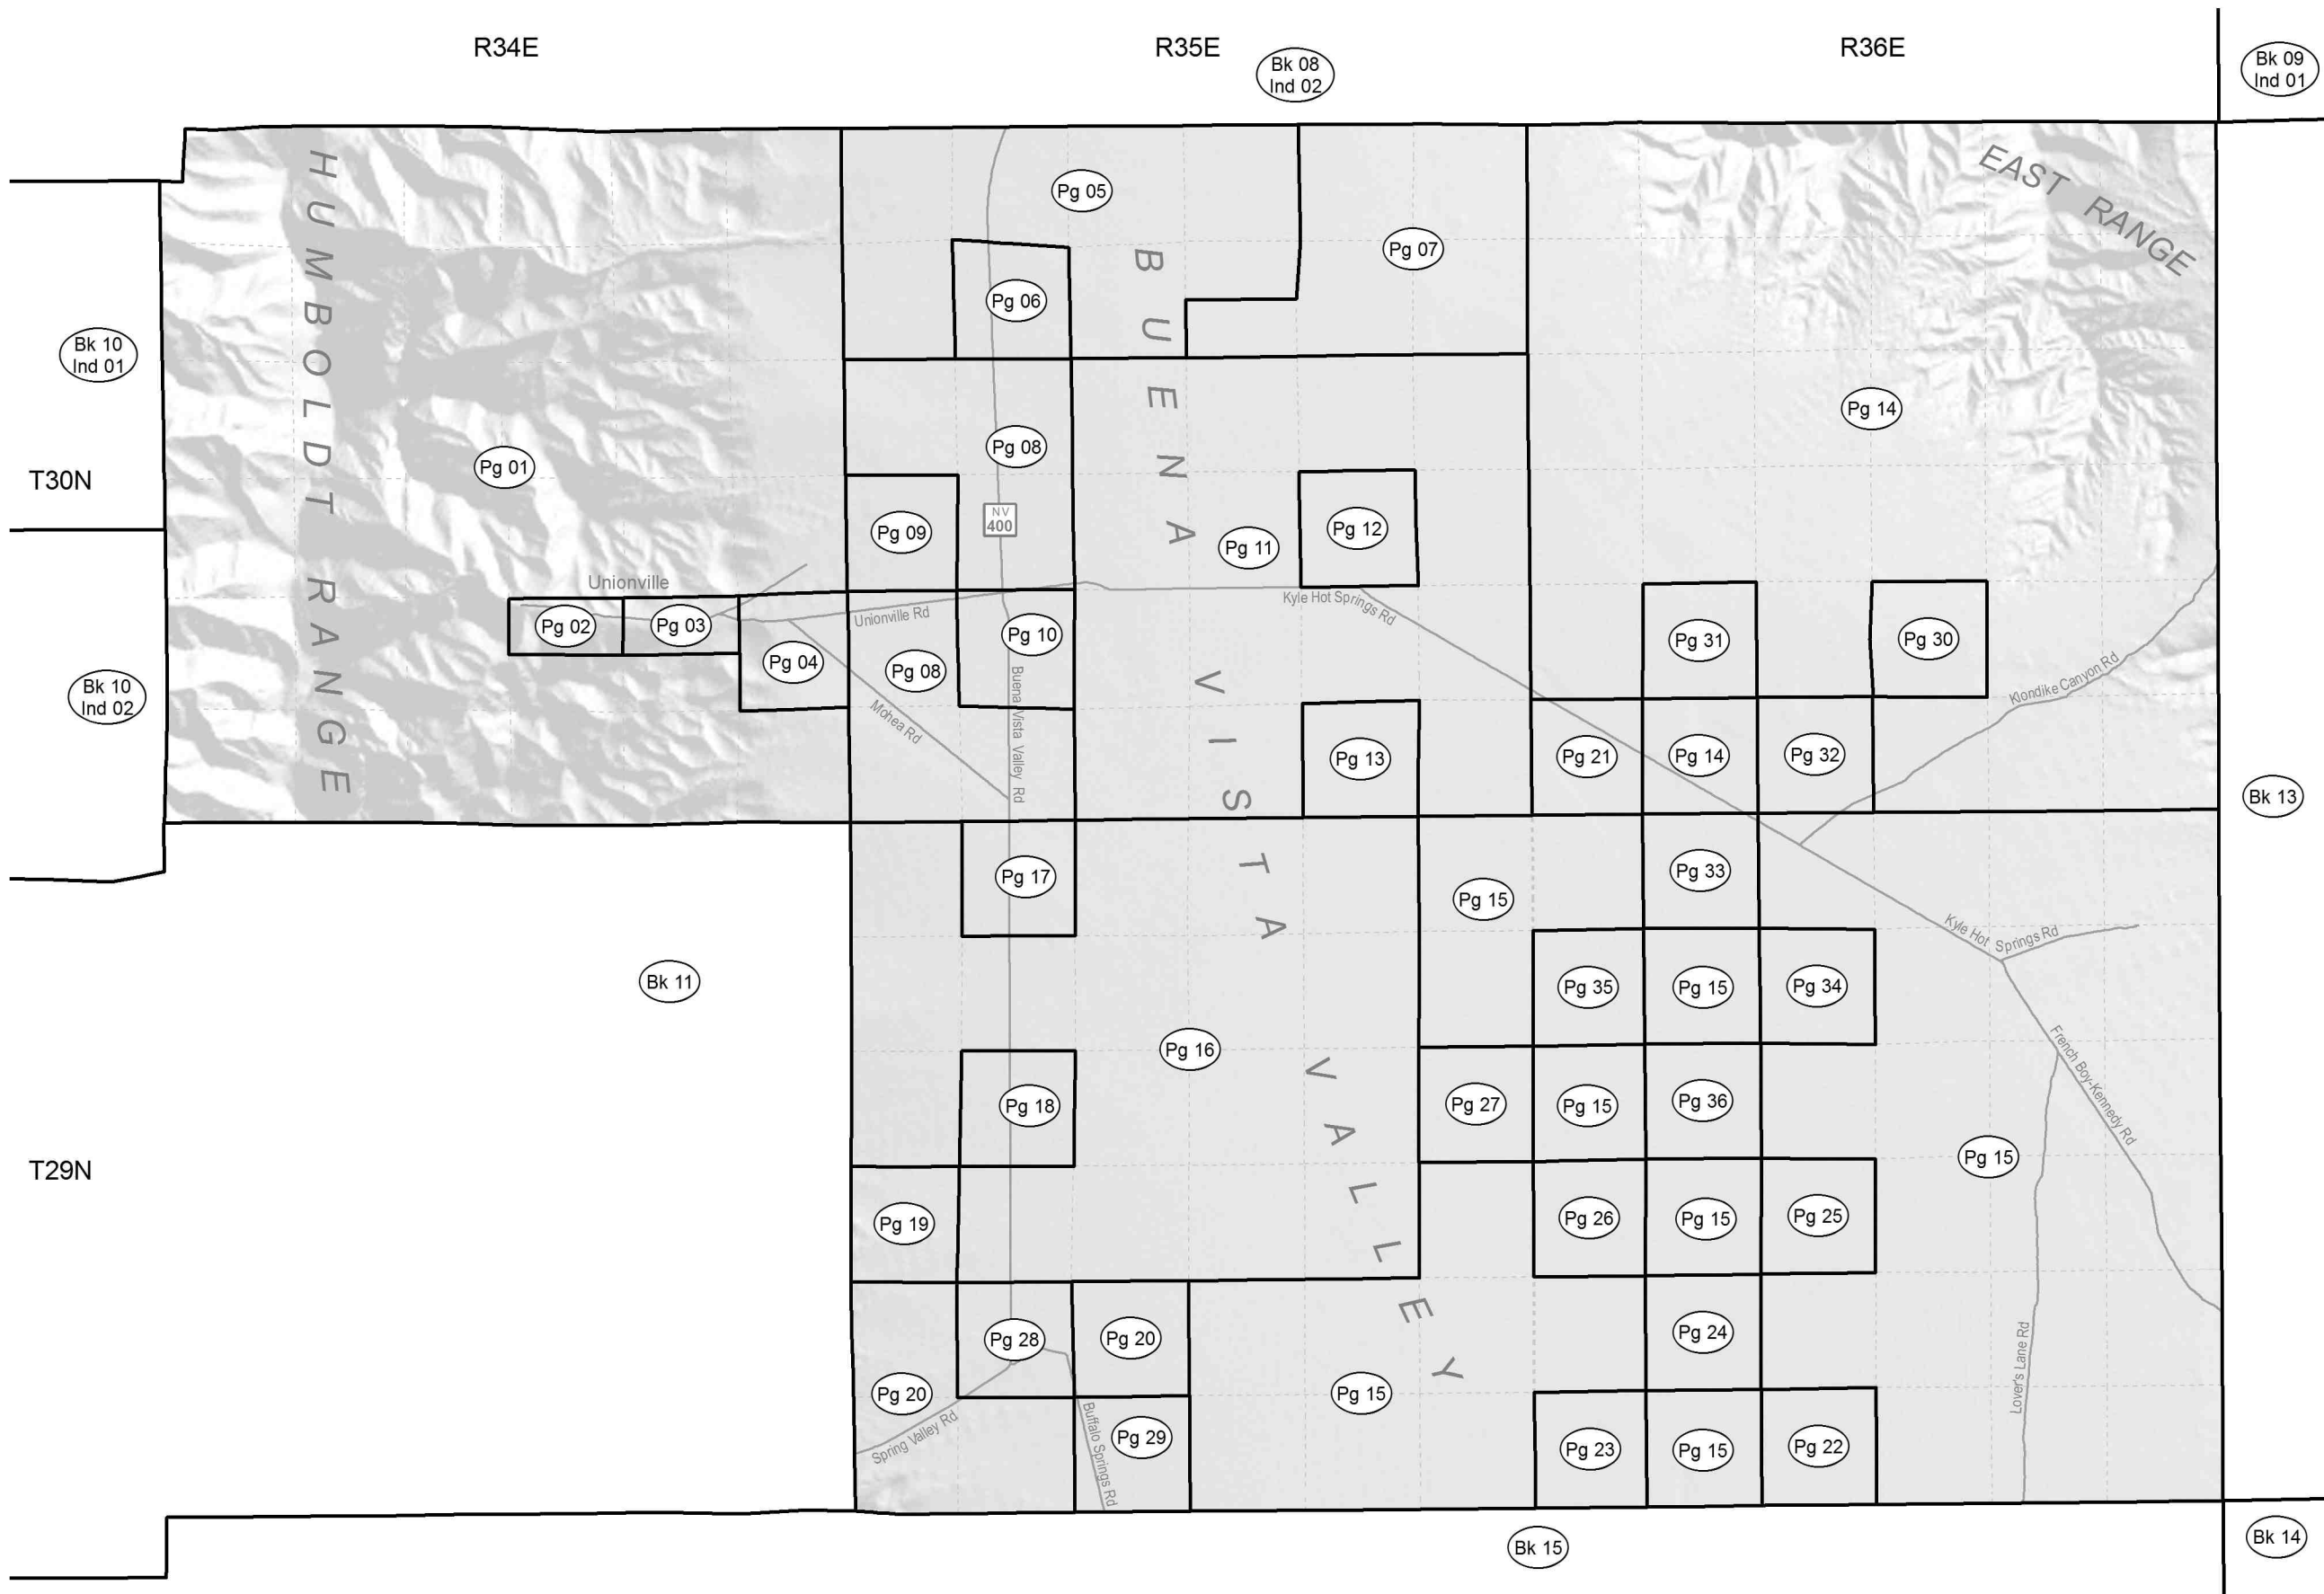 R34E
R35E
R36E
Bk 08
Ind 02
Bk 09
Ind 01
HUMBOLDT RANGE
EAST RANGE
BUENA VISTA VALLEY
Pg 05
Pg 07
Pg 06
Bk 10
Ind 01
Pg 14
Pg 08
Pg 01
T30N
NV
400
Pg 09
Pg 12
Pg 11
Unionville
Kyle Hot Springs Rd
Unionville Rd
Pg 02
Pg 03
Pg 10
Pg 31
Pg 30
Pg 04
Pg 08
Klondike Canyon Rd
Bk 10
Ind 02
Mohea Rd
Buena Vista Valley Rd
Pg 13
Pg 21
Pg 14
Pg 32
Bk 13
Pg 17
Pg 15
Pg 33
Kyle Hot Springs Rd
Bk 11
Pg 35
Pg 15
Pg 34
Pg 16
French Boy-Kennedy Rd
Pg 18
Pg 27
Pg 15
Pg 36
T29N
Pg 15
Pg 19
Pg 26
Pg 15
Pg 25
Pg 28
Pg 20
Pg 24
Lover's Lane Rd
Pg 20
Pg 15
Spring Valley Rd
Buffalo Springs Rd
Pg 29
Pg 23
Pg 15
Pg 22
Bk 15
Bk 14